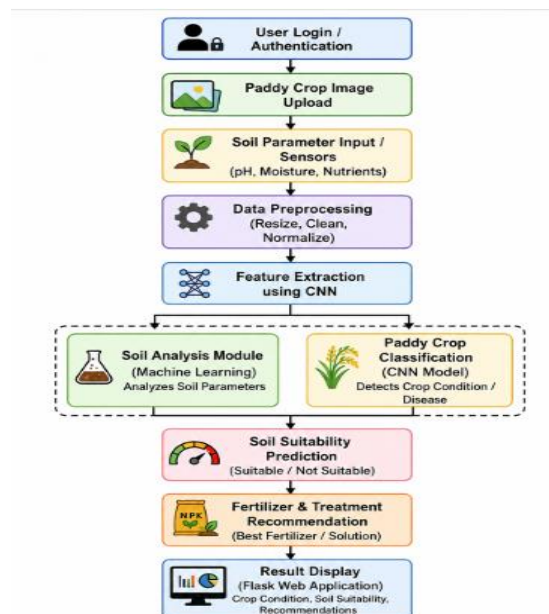 User Login /
Authentication
Paddy Crop Image
Upload
Soil Parameter Input /
Sensors
(pH, Moisture, Nutrients)
Data Preprocessing
(Resize, Clean,
Normalize)
Feature Extraction
using CNN
Soil Analysis Module
(Machine Learning)
Analyzes Soil Parameters
Paddy Crop
Classification
(CNN Model)
Detects Crop Condition /
Disease
Soil Suitability
Prediction
(Suitable / Not Suitable)
NPK
Fertilizer & Treatment
Recommendation
(Best Fertilizer / Solution)
Result Display
(Flask Web Application)
Crop Condition, Soil Suitability,
Recommendations